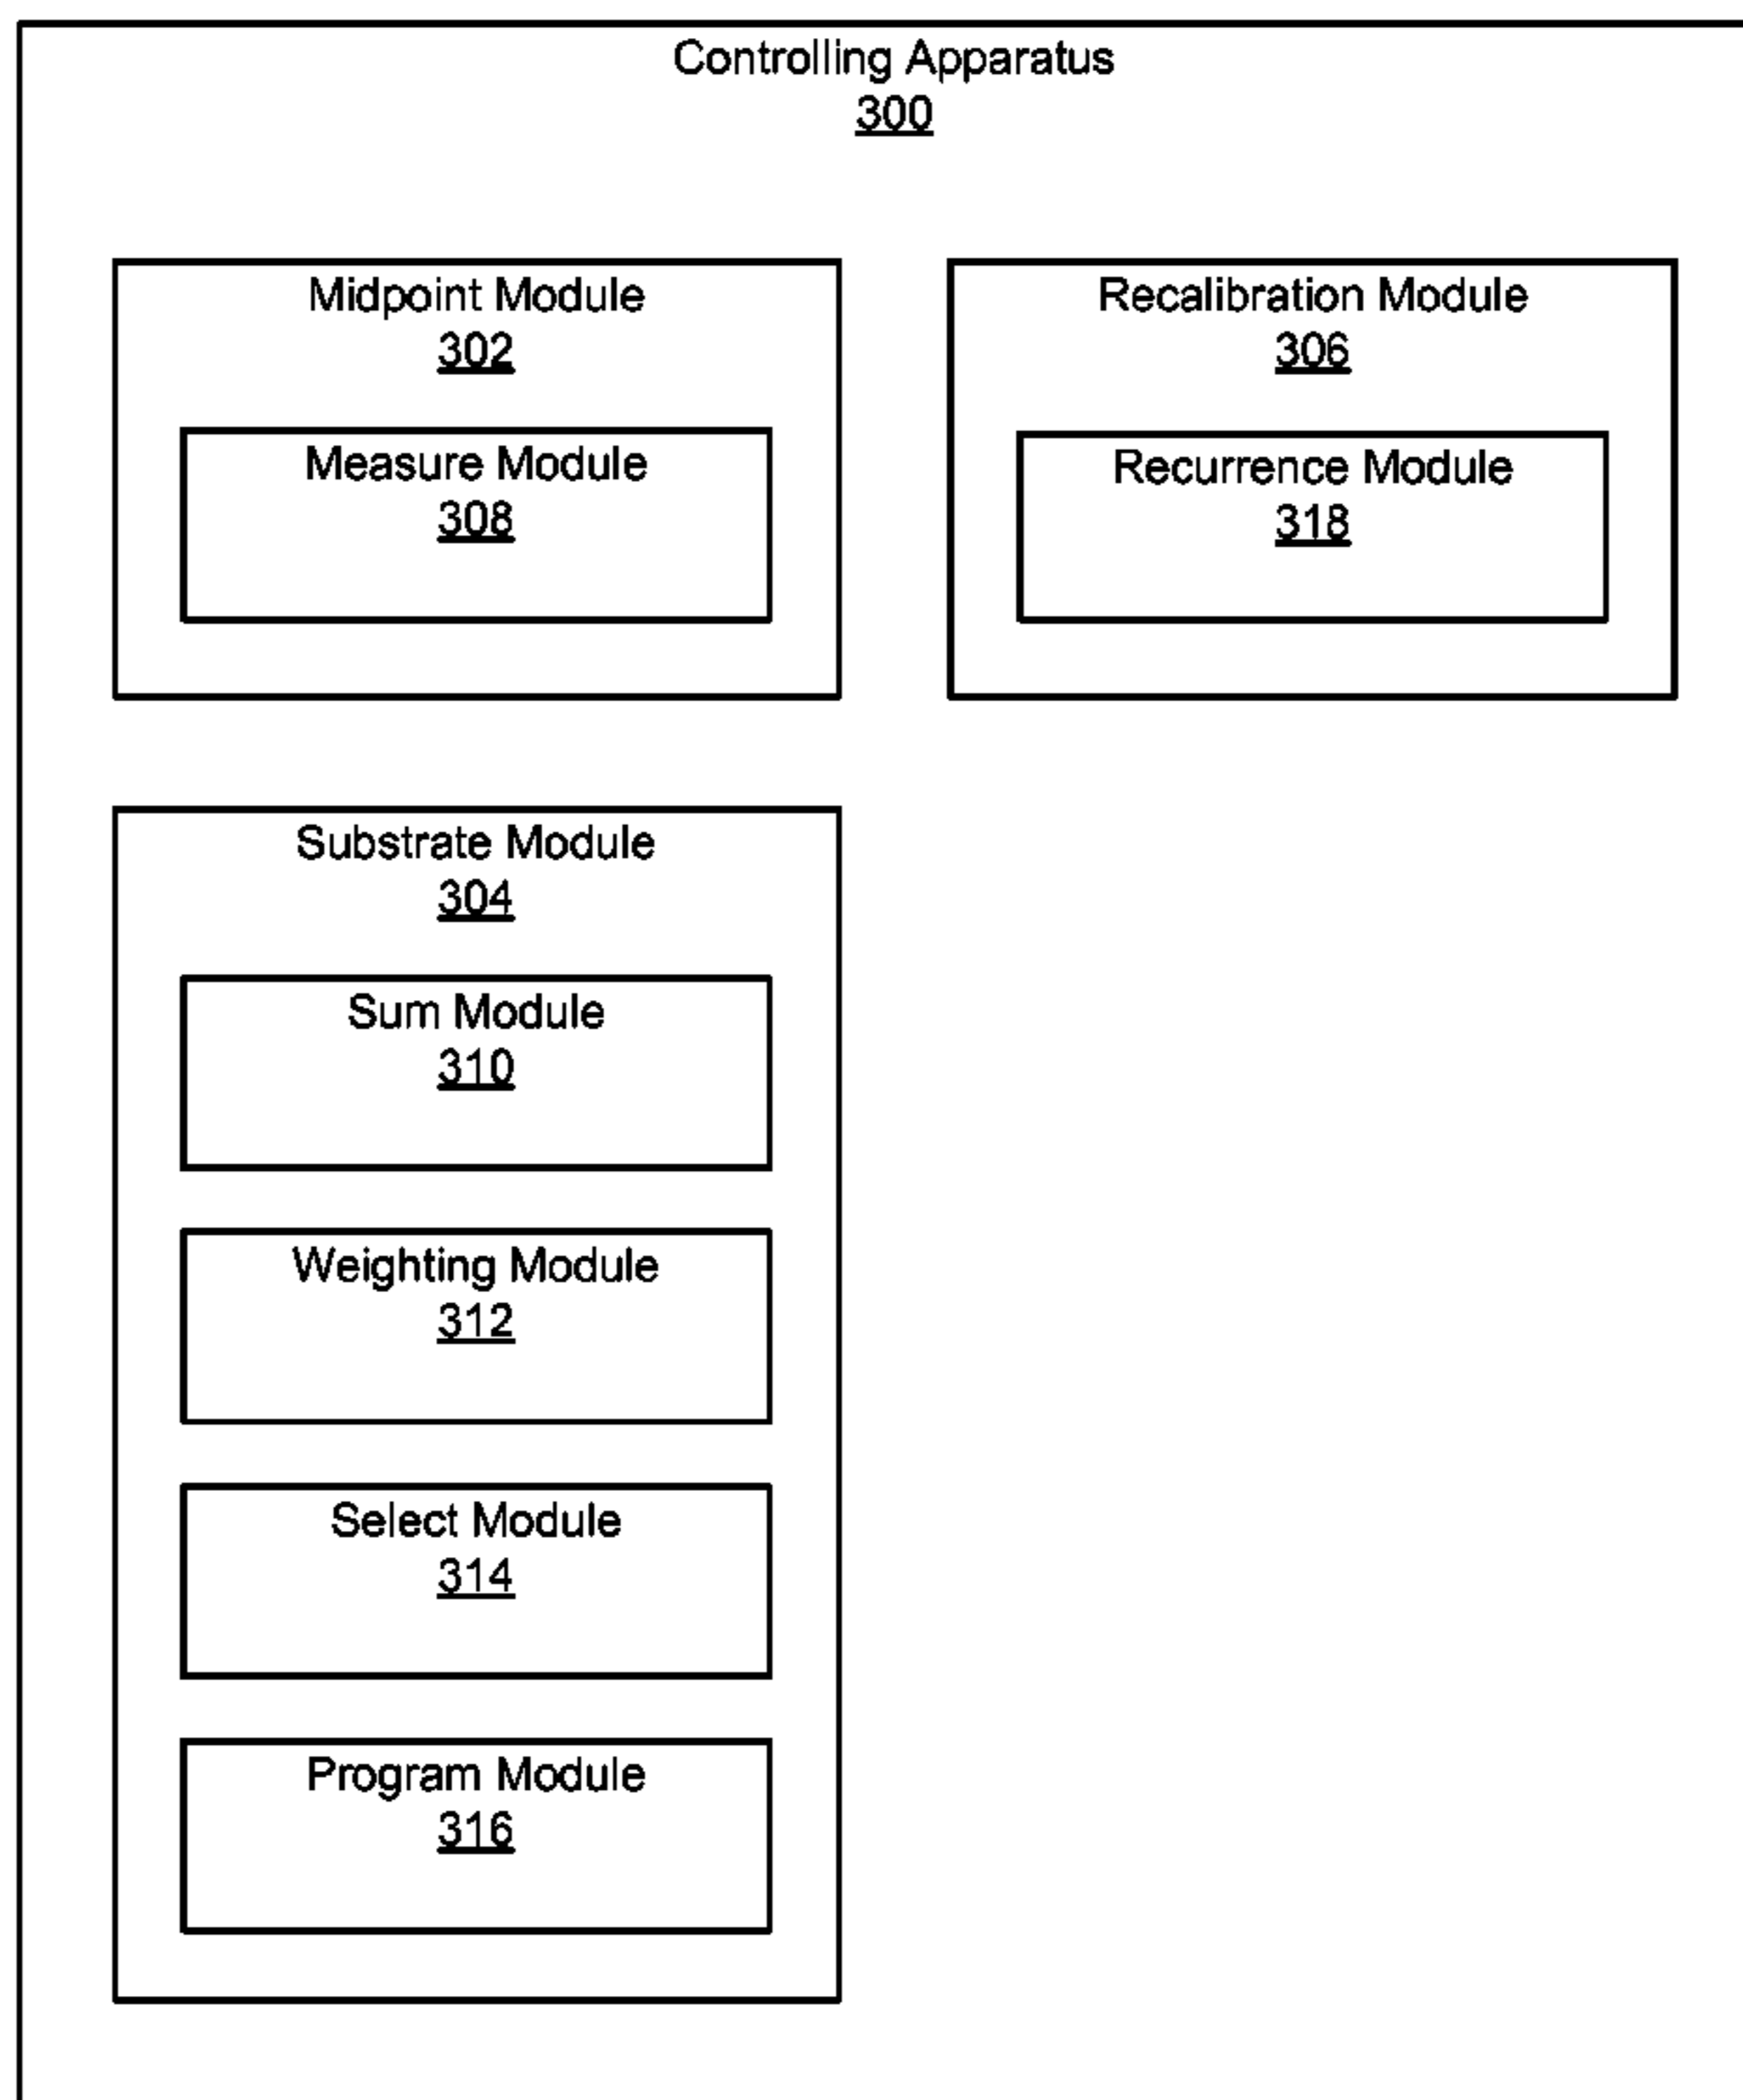 Controlling Apparatus
300
Midpoint Module
302
Measure Module
308
Recalibration Module
306
Recurrence Module
318
Substrate Module
304
Sum Module
310
Weighting Module
312
Select Module
314
Program Module
316